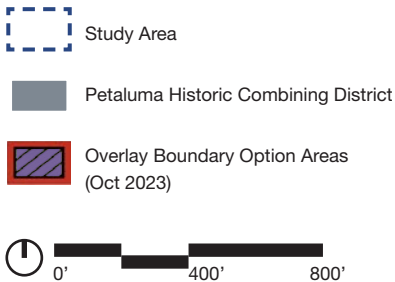 Study Area
Petaluma Historic Combining District
Overlay Boundary Option Areas
(Oct 2023)
0’ 400’ 800’